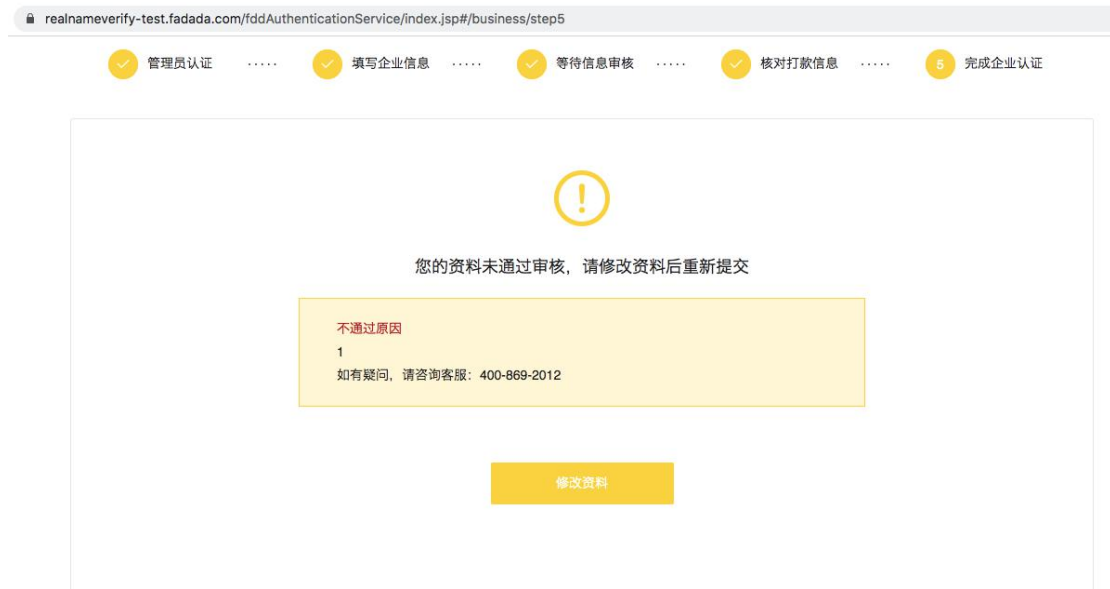 realnameverify-test.fadada.com/fddAuthenticationService/index.jsp#/business/step5
管理员认证 ····· 填写企业信息 ····· 等待信息审核 ····· 核对打款信息 ····· 5 完成企业认证
您的资料未通过审核，请修改资料后重新提交
不通过原因
1
如有疑问，请咨询客服：400-869-2012
修改资料